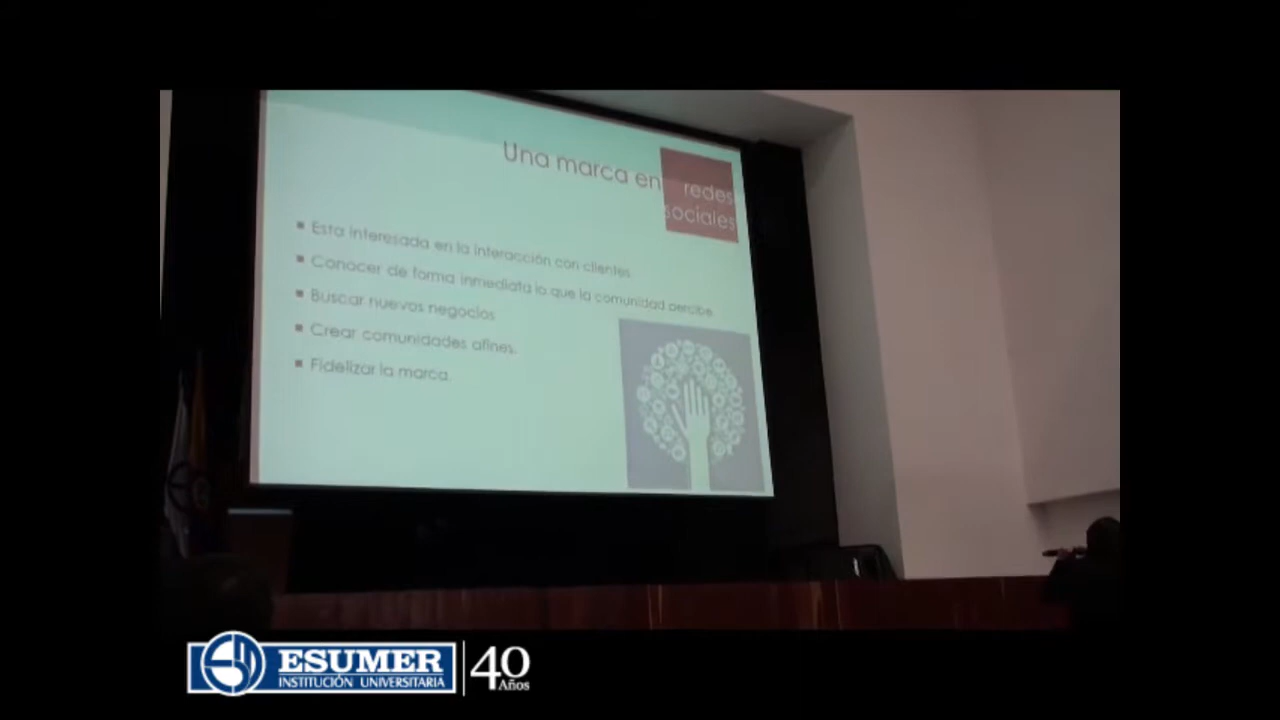 Una marca en redes
sociales
Esta interesada en la interacción con clientes.
Conocer de forma inmediata lo que la comunidad percibe.
Buscar nuevos negocios
Crear comunidades afines.
Fidelizar la marca.
ESUMER
INSTITUCIÓN UNIVERSITARIA
40
Años